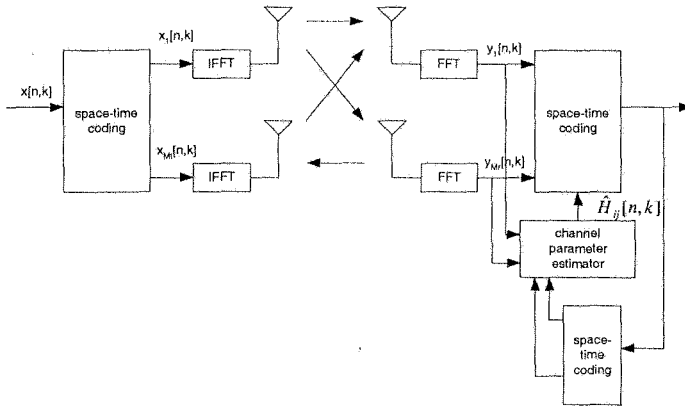 x[n,k]
space-time
coding
x1[n,k]
IFFT
xMt[n,k]
IFFT
FFT
y1[n,k]
FFT
yMr[n,k]
space-time
coding
Ĥij[n,k]
channel
parameter
estimator
space-
time
coding